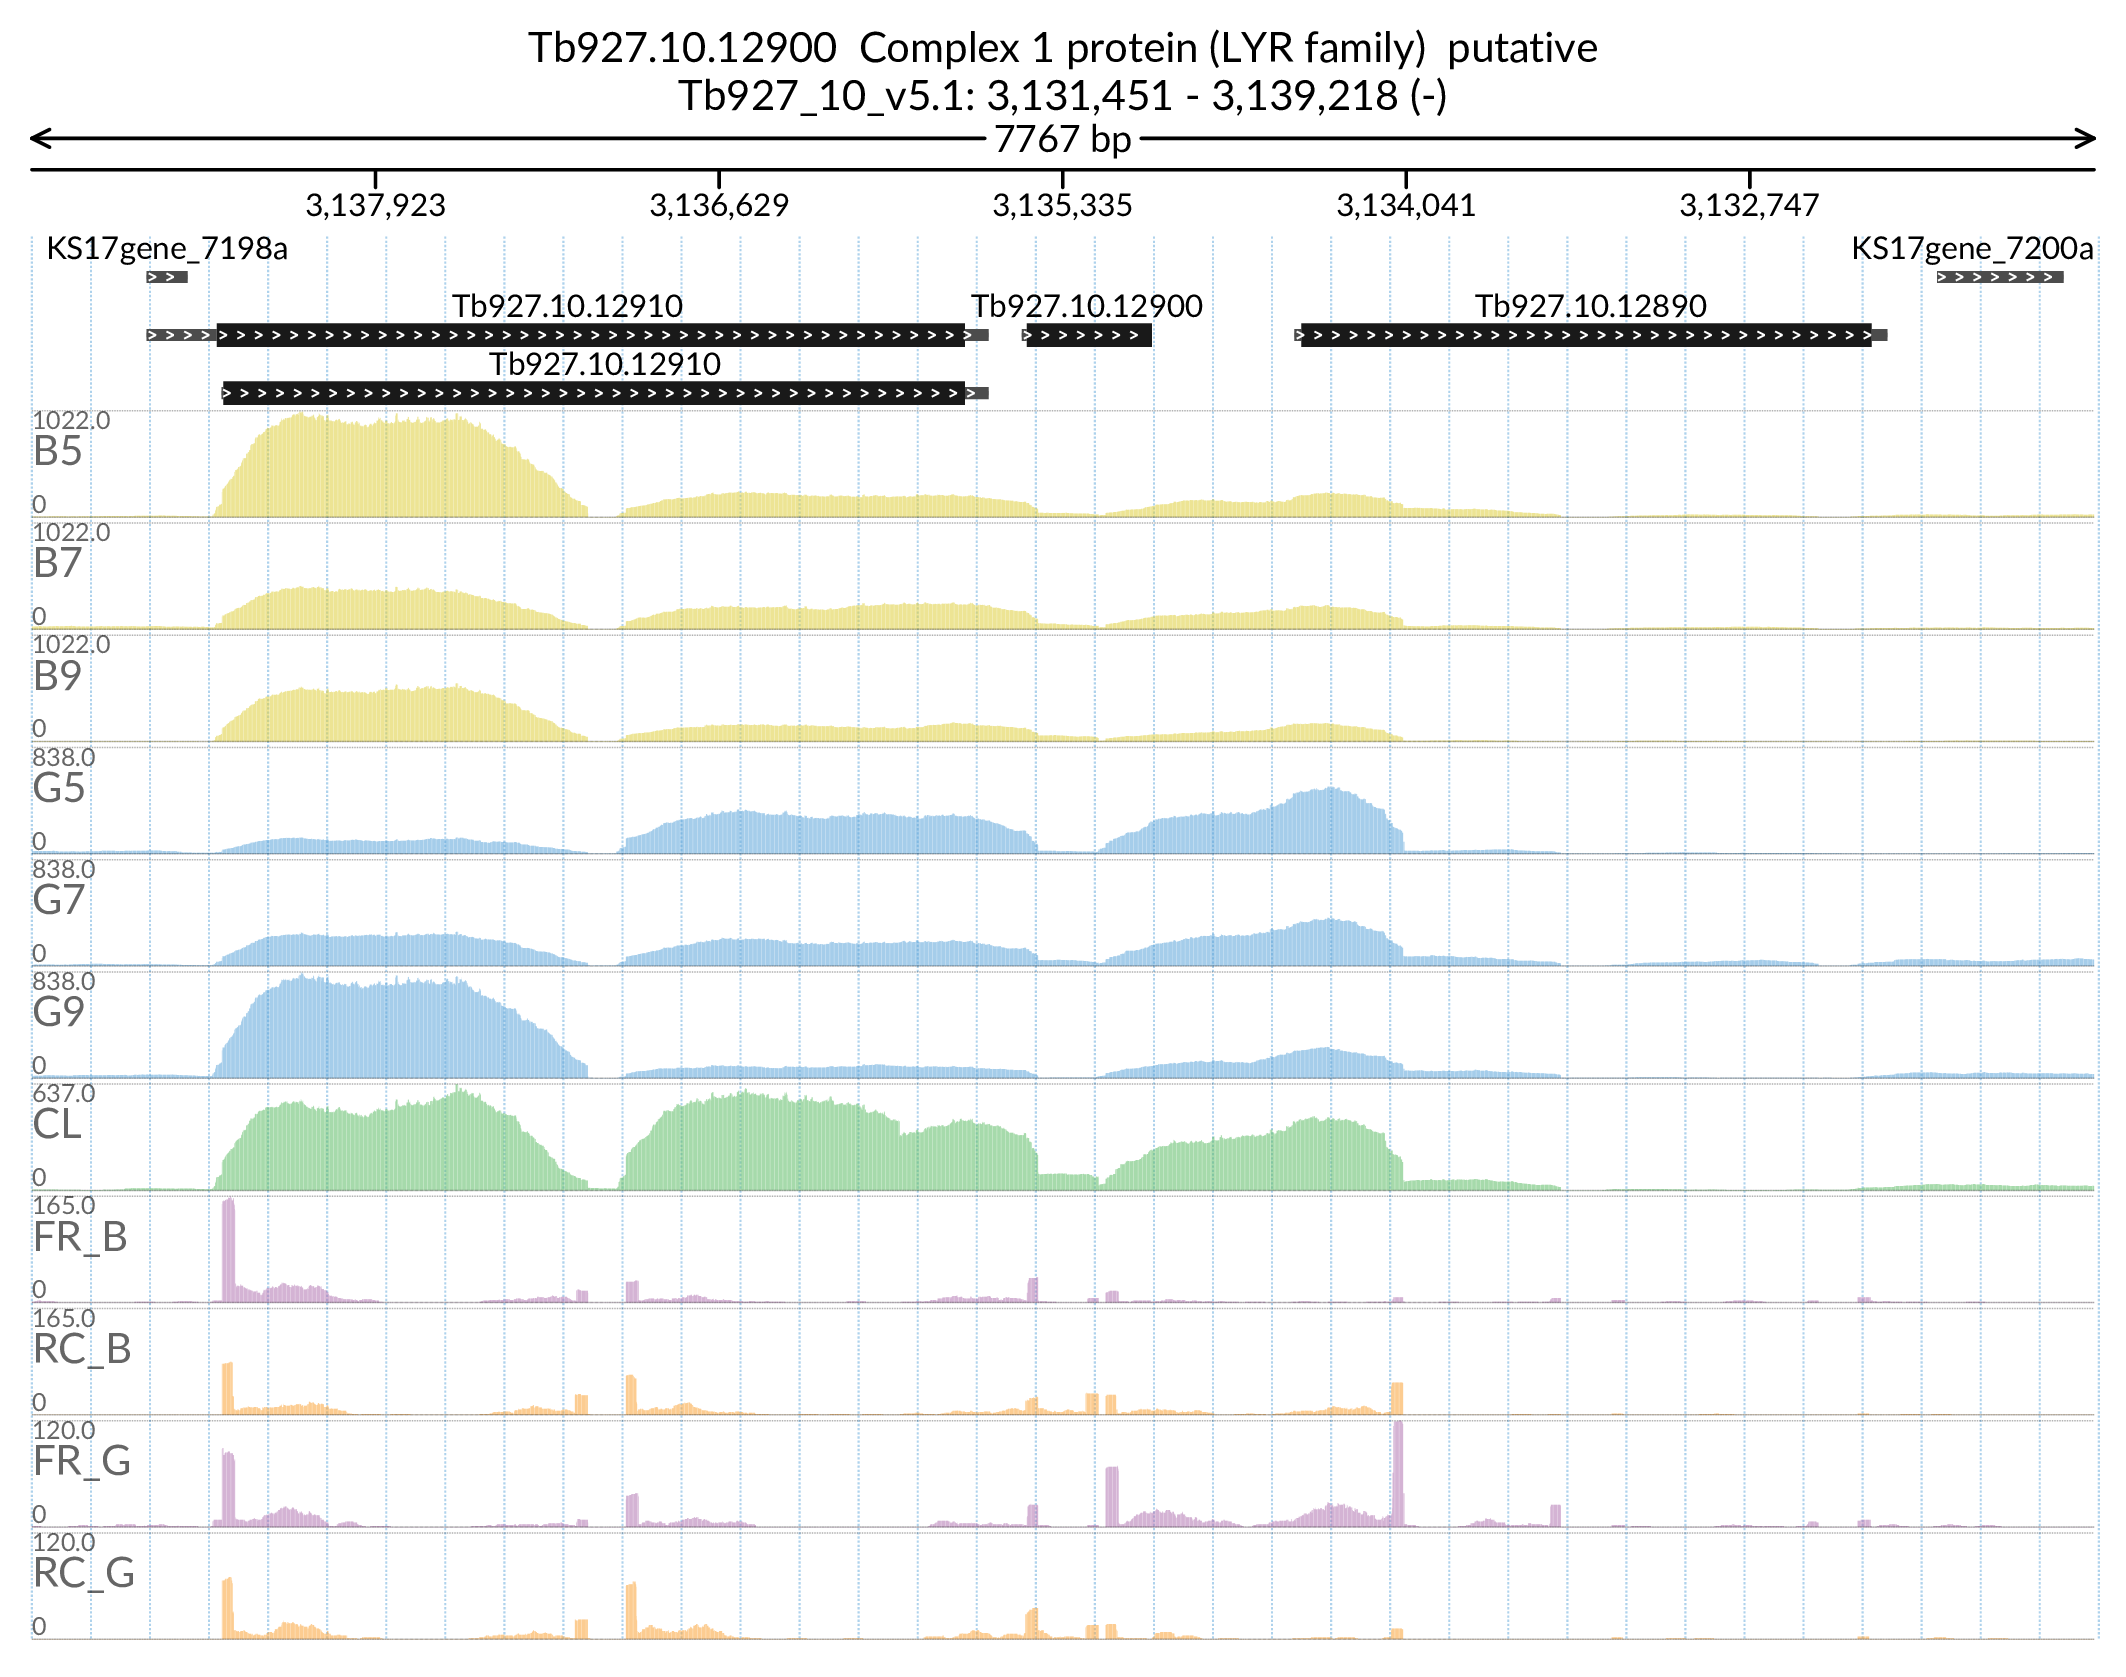 Tb927.10.12900  Complex 1 protein (LYR family)  putative
Tb927_10_v5.1: 3,131,451 - 3,139,218 (-)
7767 bp
3,137,923 3,136,629 3,135,335 3,134,041 3,132,747
KS17gene_7198a KS17gene_7200a
Tb927.10.12910 Tb927.10.12900 Tb927.10.12890
Tb927.10.12910
1022.0
B5
0
1022.0
B7
0
1022.0
B9
0
838.0
G5
0
838.0
G7
0
838.0
G9
0
637.0
CL
0
165.0
FR_B
0
165.0
RC_B
0
120.0
FR_G
0
120.0
RC_G
0